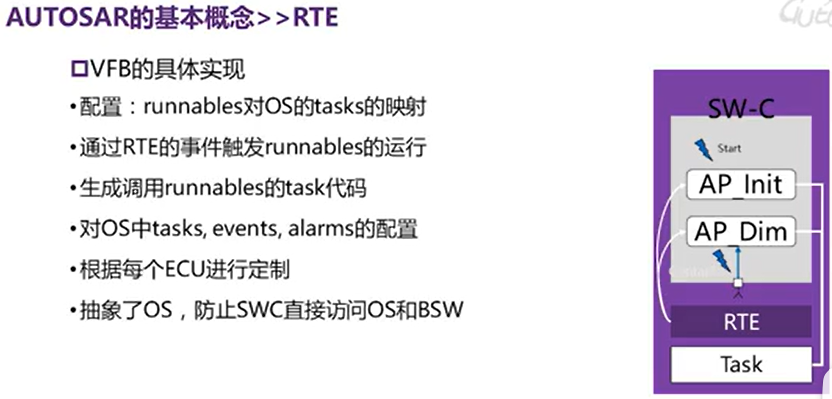 AUTOSAR的基本概念>>RTE
VFB的具体实现
•配置：runnables对OS的tasks的映射
•通过RTE的事件触发runnables的运行
•生成调用runnables的task代码
•对OS中tasks, events, alarms的配置
•根据每个ECU进行定制
•抽象了OS，防止SWC直接访问OS和BSW
SW-C
Start
AP_Init
AP_Dim
RTE
Task